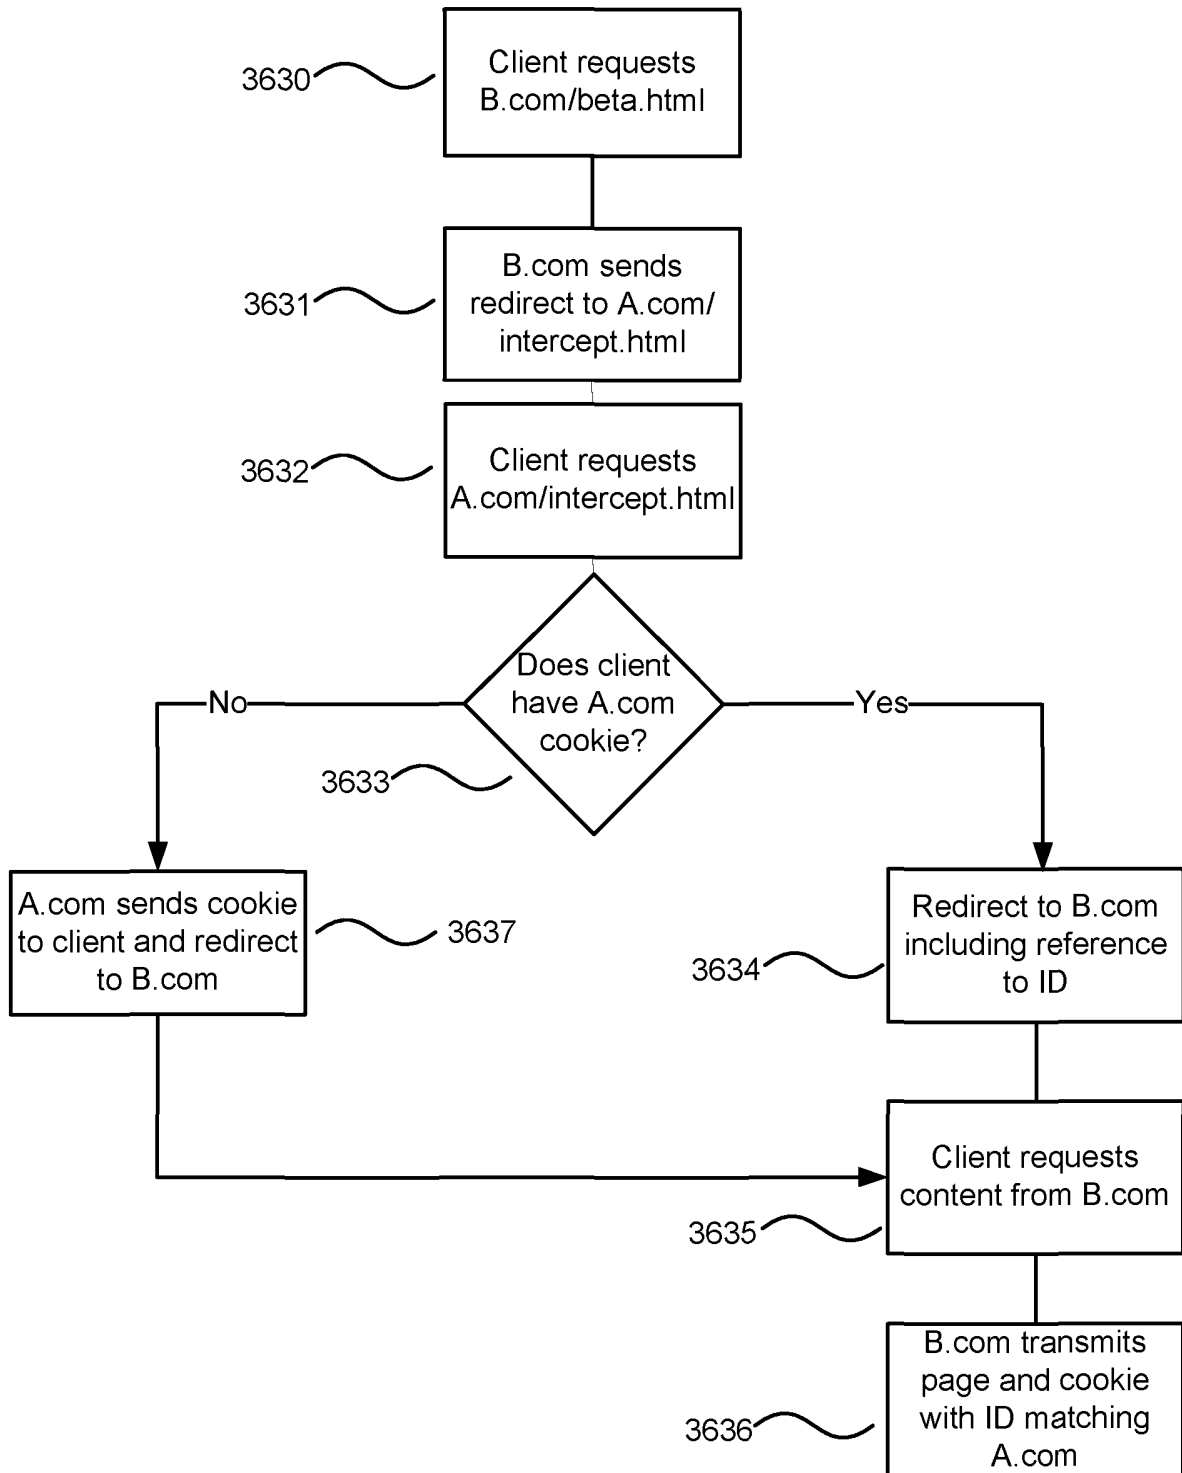 Client requests
B.com/beta.html
3630
B.com sends
redirect to A.com/
intercept.html
3631
Client requests
A.com/intercept.html
3632
Does client
have A.com
cookie?
No
Yes
3633
A.com sends cookie
to client and redirect
to B.com
3637
Redirect to B.com
including reference
to ID
3634
Client requests
content from B.com
3635
B.com transmits
page and cookie
with ID matching
A.com
3636